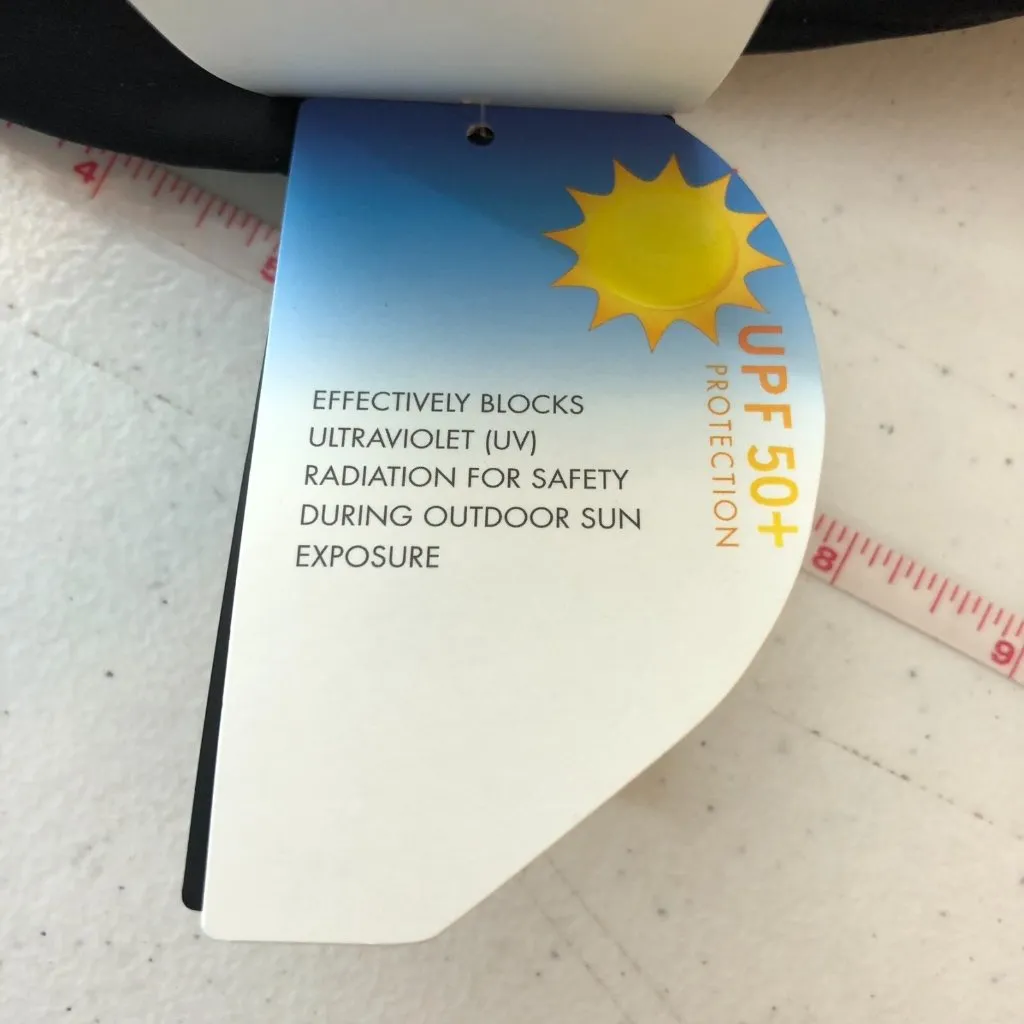 4
5
UPF 50+
PROTECTION
EFFECTIVELY BLOCKS
ULTRAVIOLET (UV)
RADIATION FOR SAFETY
DURING OUTDOOR SUN
EXPOSURE
8
9